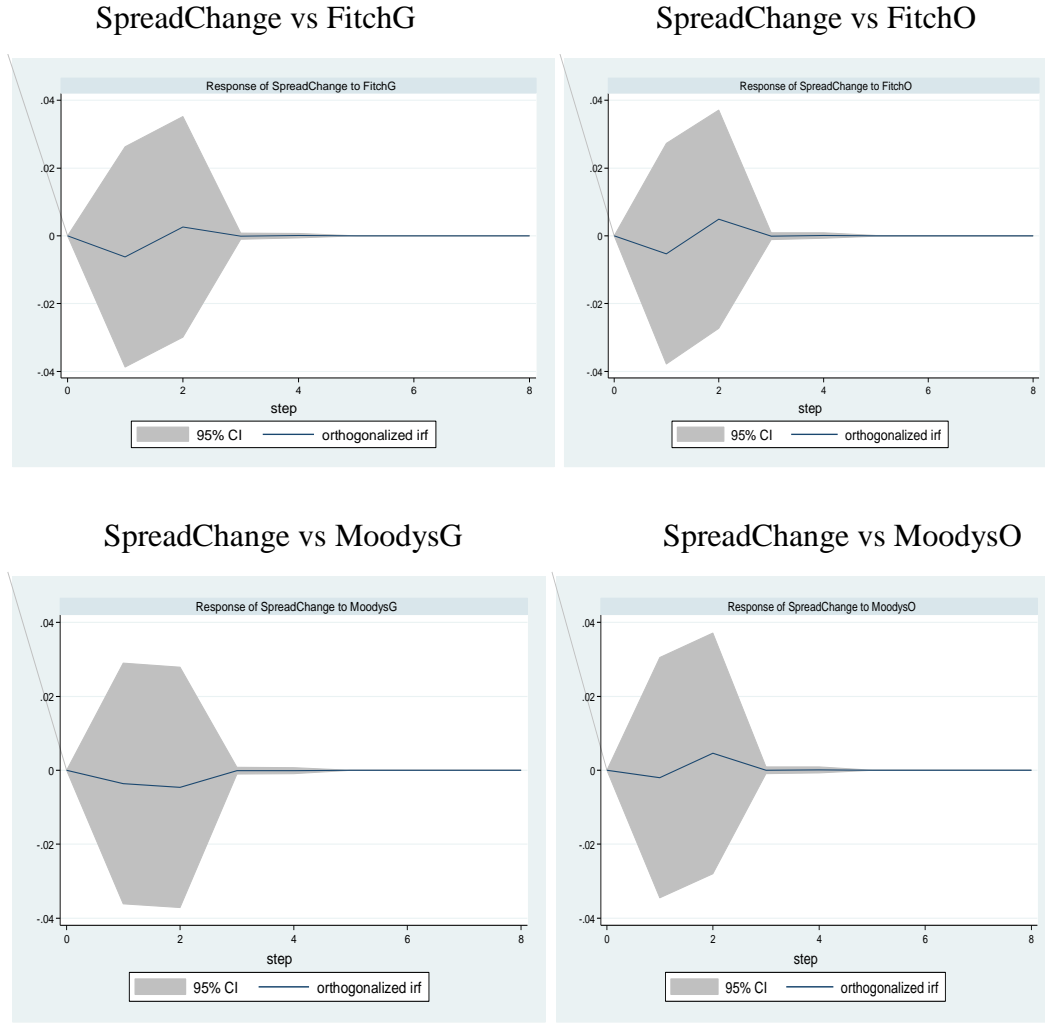 SpreadChange vs FitchG
SpreadChange vs FitchO
Response of SpreadChange to FitchG
.04
.02
0
-.02
-.04
0 2 4 6 8
step
95% CI orthogonalized irf
Response of SpreadChange to FitchO
.04
.02
0
-.02
-.04
0 2 4 6 8
step
95% CI orthogonalized irf
SpreadChange vs MoodysG
SpreadChange vs MoodysO
Response of SpreadChange to MoodysG
.04
.02
0
-.02
-.04
0 2 4 6 8
step
95% CI orthogonalized irf
Response of SpreadChange to MoodysO
.04
.02
0
-.02
-.04
0 2 4 6 8
step
95% CI orthogonalized irf